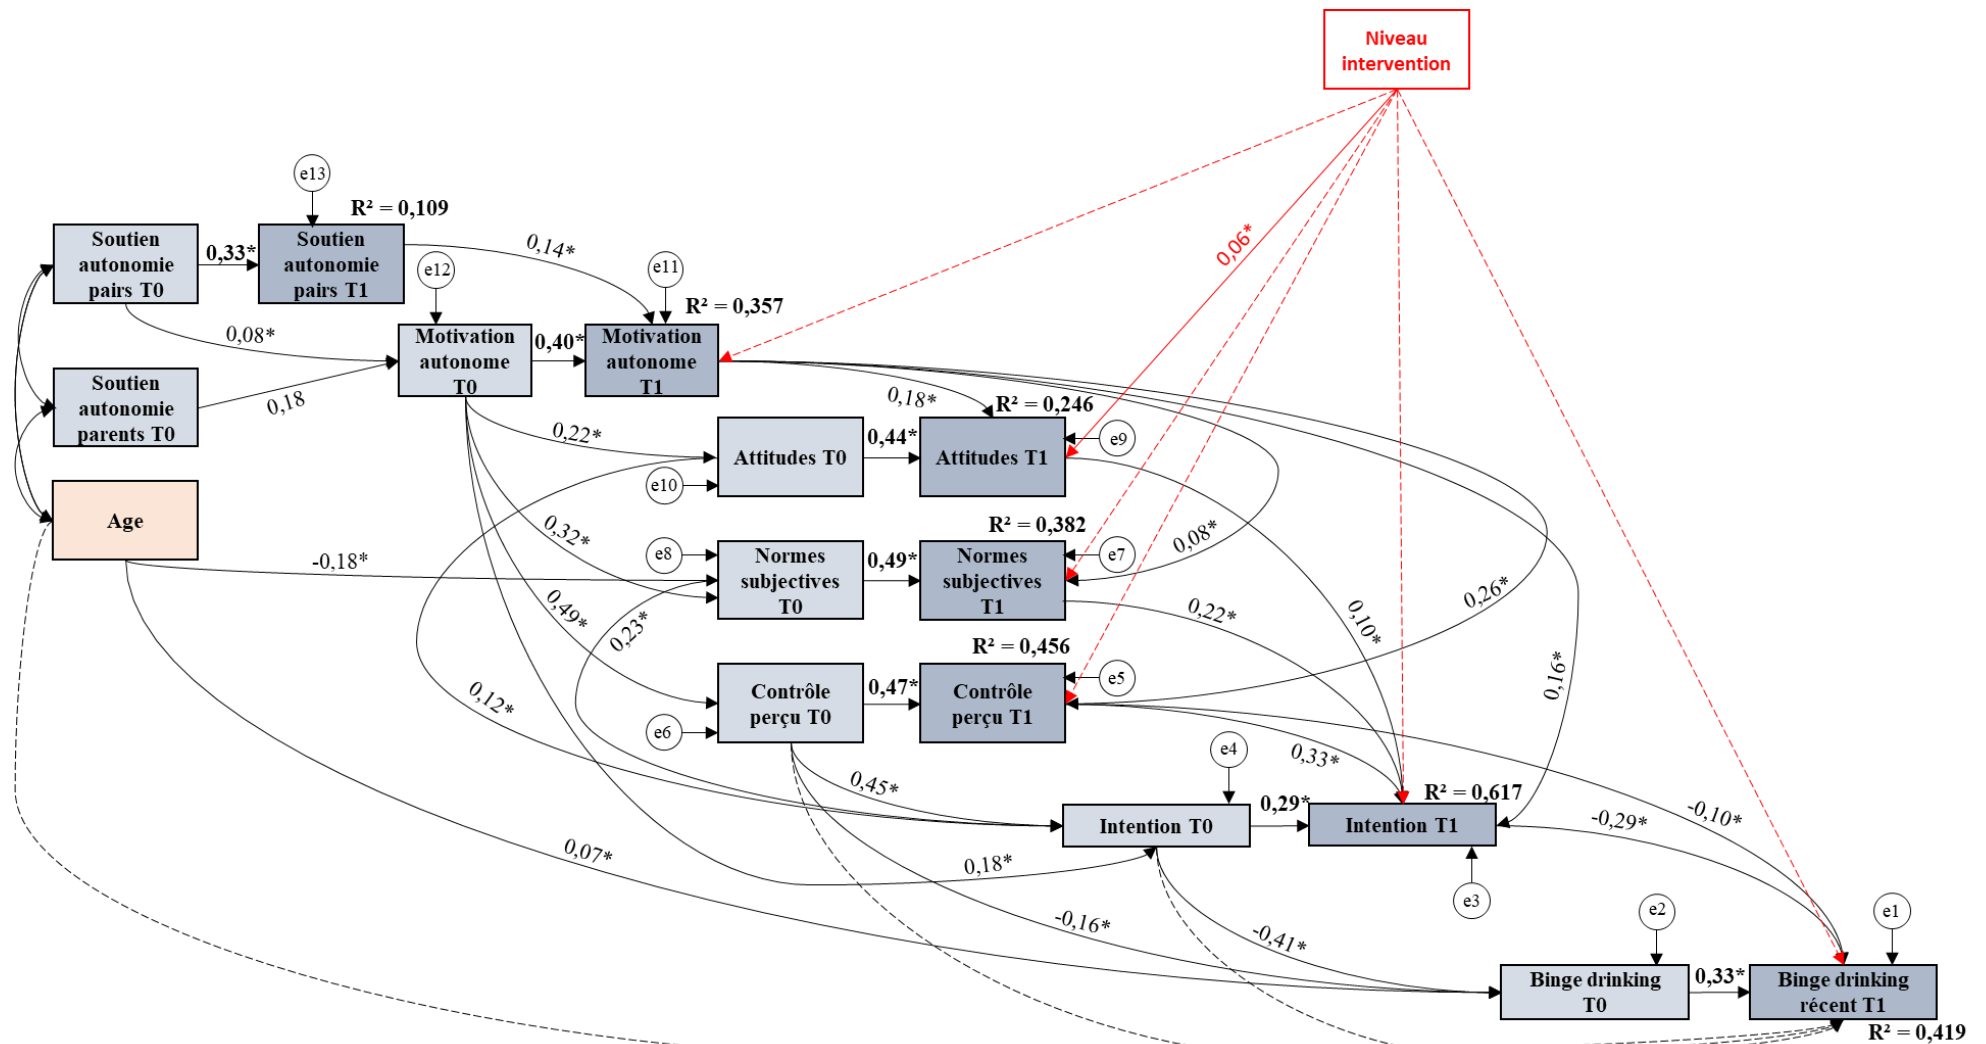 Niveau
intervention
e13
R² = 0,109
Soutien
autonomie
pairs T0
0,33*
Soutien
autonomie
pairs T1
0,14*
e12
e11
R² = 0,357
0,06*
0,08*
Motivation
autonome
T0
0,40*
Motivation
autonome
T1
Soutien
autonomie
parents T0
0,18
0,18*
R² = 0,246
0,22*
Attitudes T0
0,44*
Attitudes T1
e9
e10
Age
-0,18*
0,32*
R² = 0,382
e8
Normes
subjectives
T0
0,49*
Normes
subjectives
T1
e7
0,08*
0,49*
0,23*
0,22*
0,10*
0,26*
R² = 0,456
0,12*
Contrôle
perçu T0
0,47*
Contrôle
perçu T1
e5
e6
0,16*
0,45*
e4
0,33*
R² = 0,617
Intention T0
0,29*
Intention T1
-0,29*
-0,10*
0,07*
0,18*
e3
-0,16*
-0,41*
e2
e1
Binge drinking
T0
0,33*
Binge drinking
récent T1
R² = 0,419